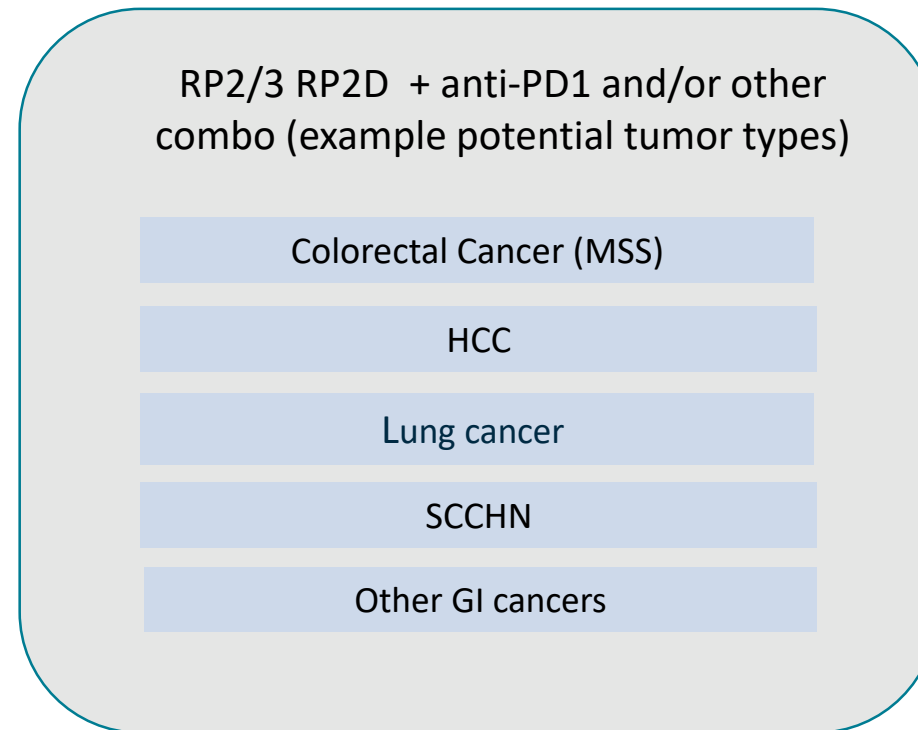 RP2/3 RP2D + anti-PD1 and/or other
combo (example potential tumor types)
Colorectal Cancer (MSS)
HCC
Lung cancer
SCCHN
Other GI cancers